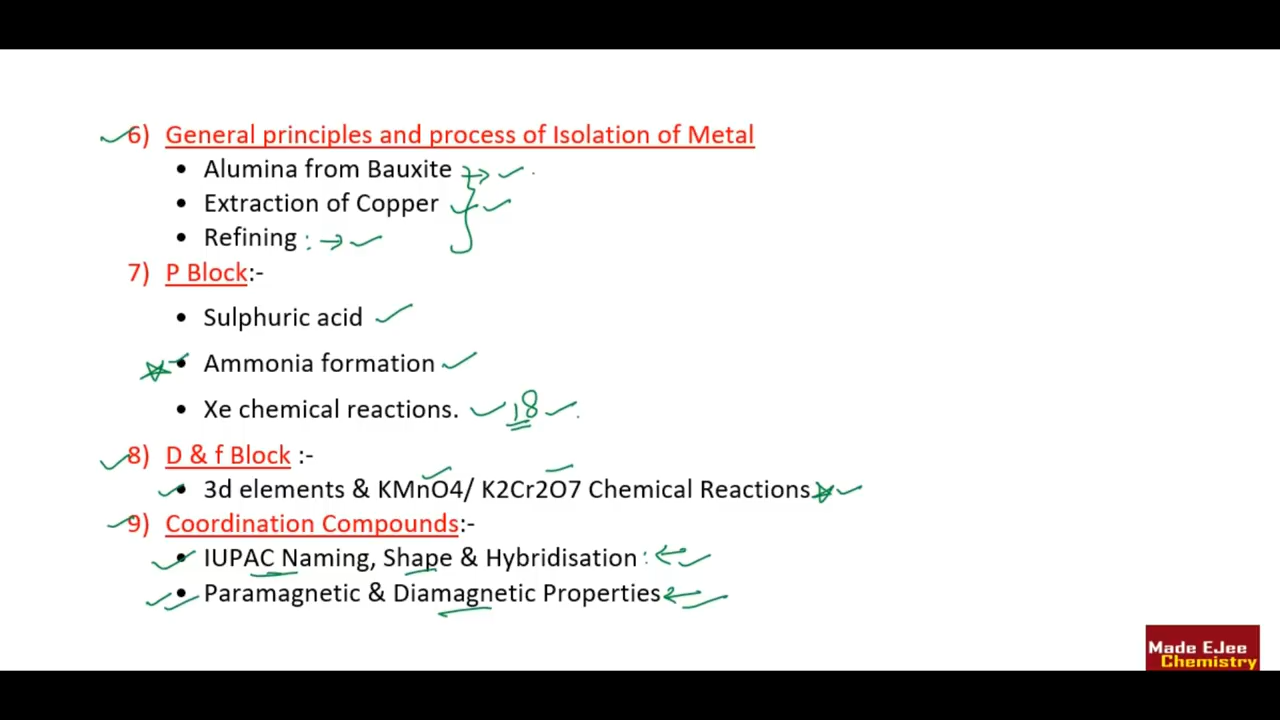 6) General principles and process of Isolation of Metal
• Alumina from Bauxite
• Extraction of Copper
• Refining :
7) P Block:-
• Sulphuric acid
• Ammonia formation
• Xe chemical reactions. 18
8) D & f Block :-
• 3d elements & KMnO4/ K2Cr2O7 Chemical Reactions
9) Coordination Compounds:-
• IUPAC Naming, Shape & Hybridisation :
• Paramagnetic & Diamagnetic Properties
Made EJee
Chemistry